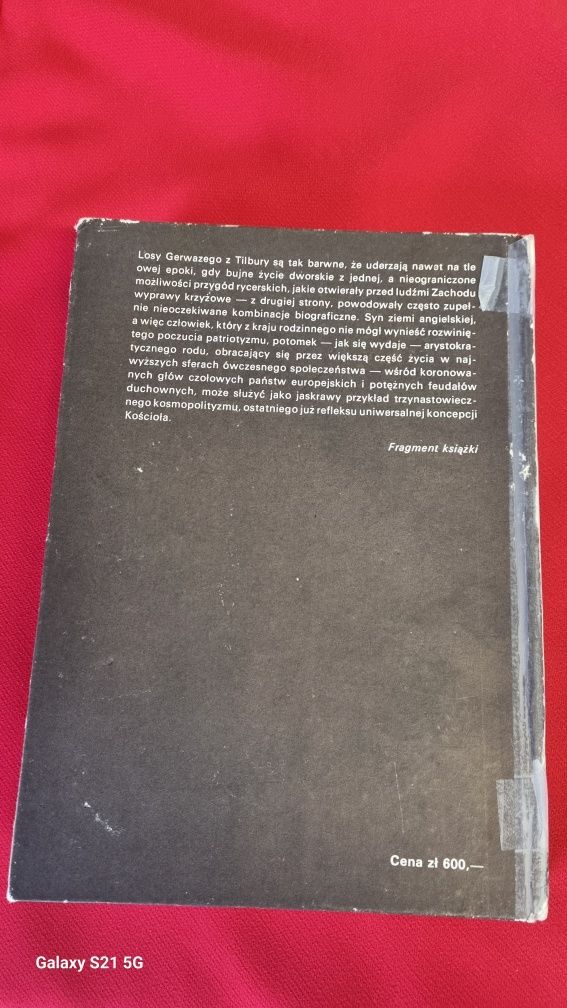 Losy Gerwazego z Tilbury są tak barwne, że uderzają nawat na tle
owej epoki, gdy bujne życie dworskie z jednej, a nieograniczone
możliwości przygód rycerskich, jakie otwierały przed ludźmi Zachodu
wyprawy krzyżowe — z drugiej strony, powodowały często zupeł-
nie nieoczekiwane kombinacje biograficzne. Syn ziemi angielskiej,
a więc człowiek, który z kraju rodzinnego nie mógł wynieść rozwinię-
tego poczucia patriotyzmu, potomek — jak się wydaje — arystokra-
tycznego rodu, obracający się przez większą część życia w naj-
wyższych sferach ówczesnego społeczeństwa — wśród koronowa-
nych głów czołowych państw europejskich i potężnych feudałów
duchownych, może służyć jako jaskrawy przykład trzynastowiecz-
nego kosmopolityzmu, ostatniego już refleksu uniwersalnej koncepcji
Kościoła.
Fragment książki
Cena zł 600,—
Galaxy S21 5G